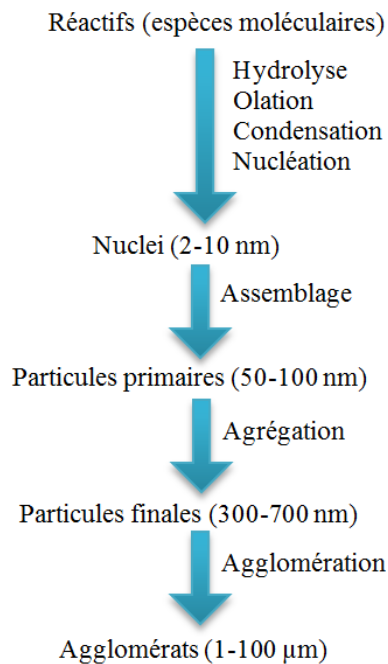 Réactifs (espèces moléculaires)
Hydrolyse
Olation
Condensation
Nucléation
Nuclei (2-10 nm)
Assemblage
Particules primaires (50-100 nm)
Agrégation
Particules finales (300-700 nm)
Agglomération
Agglomérats (1-100 µm)